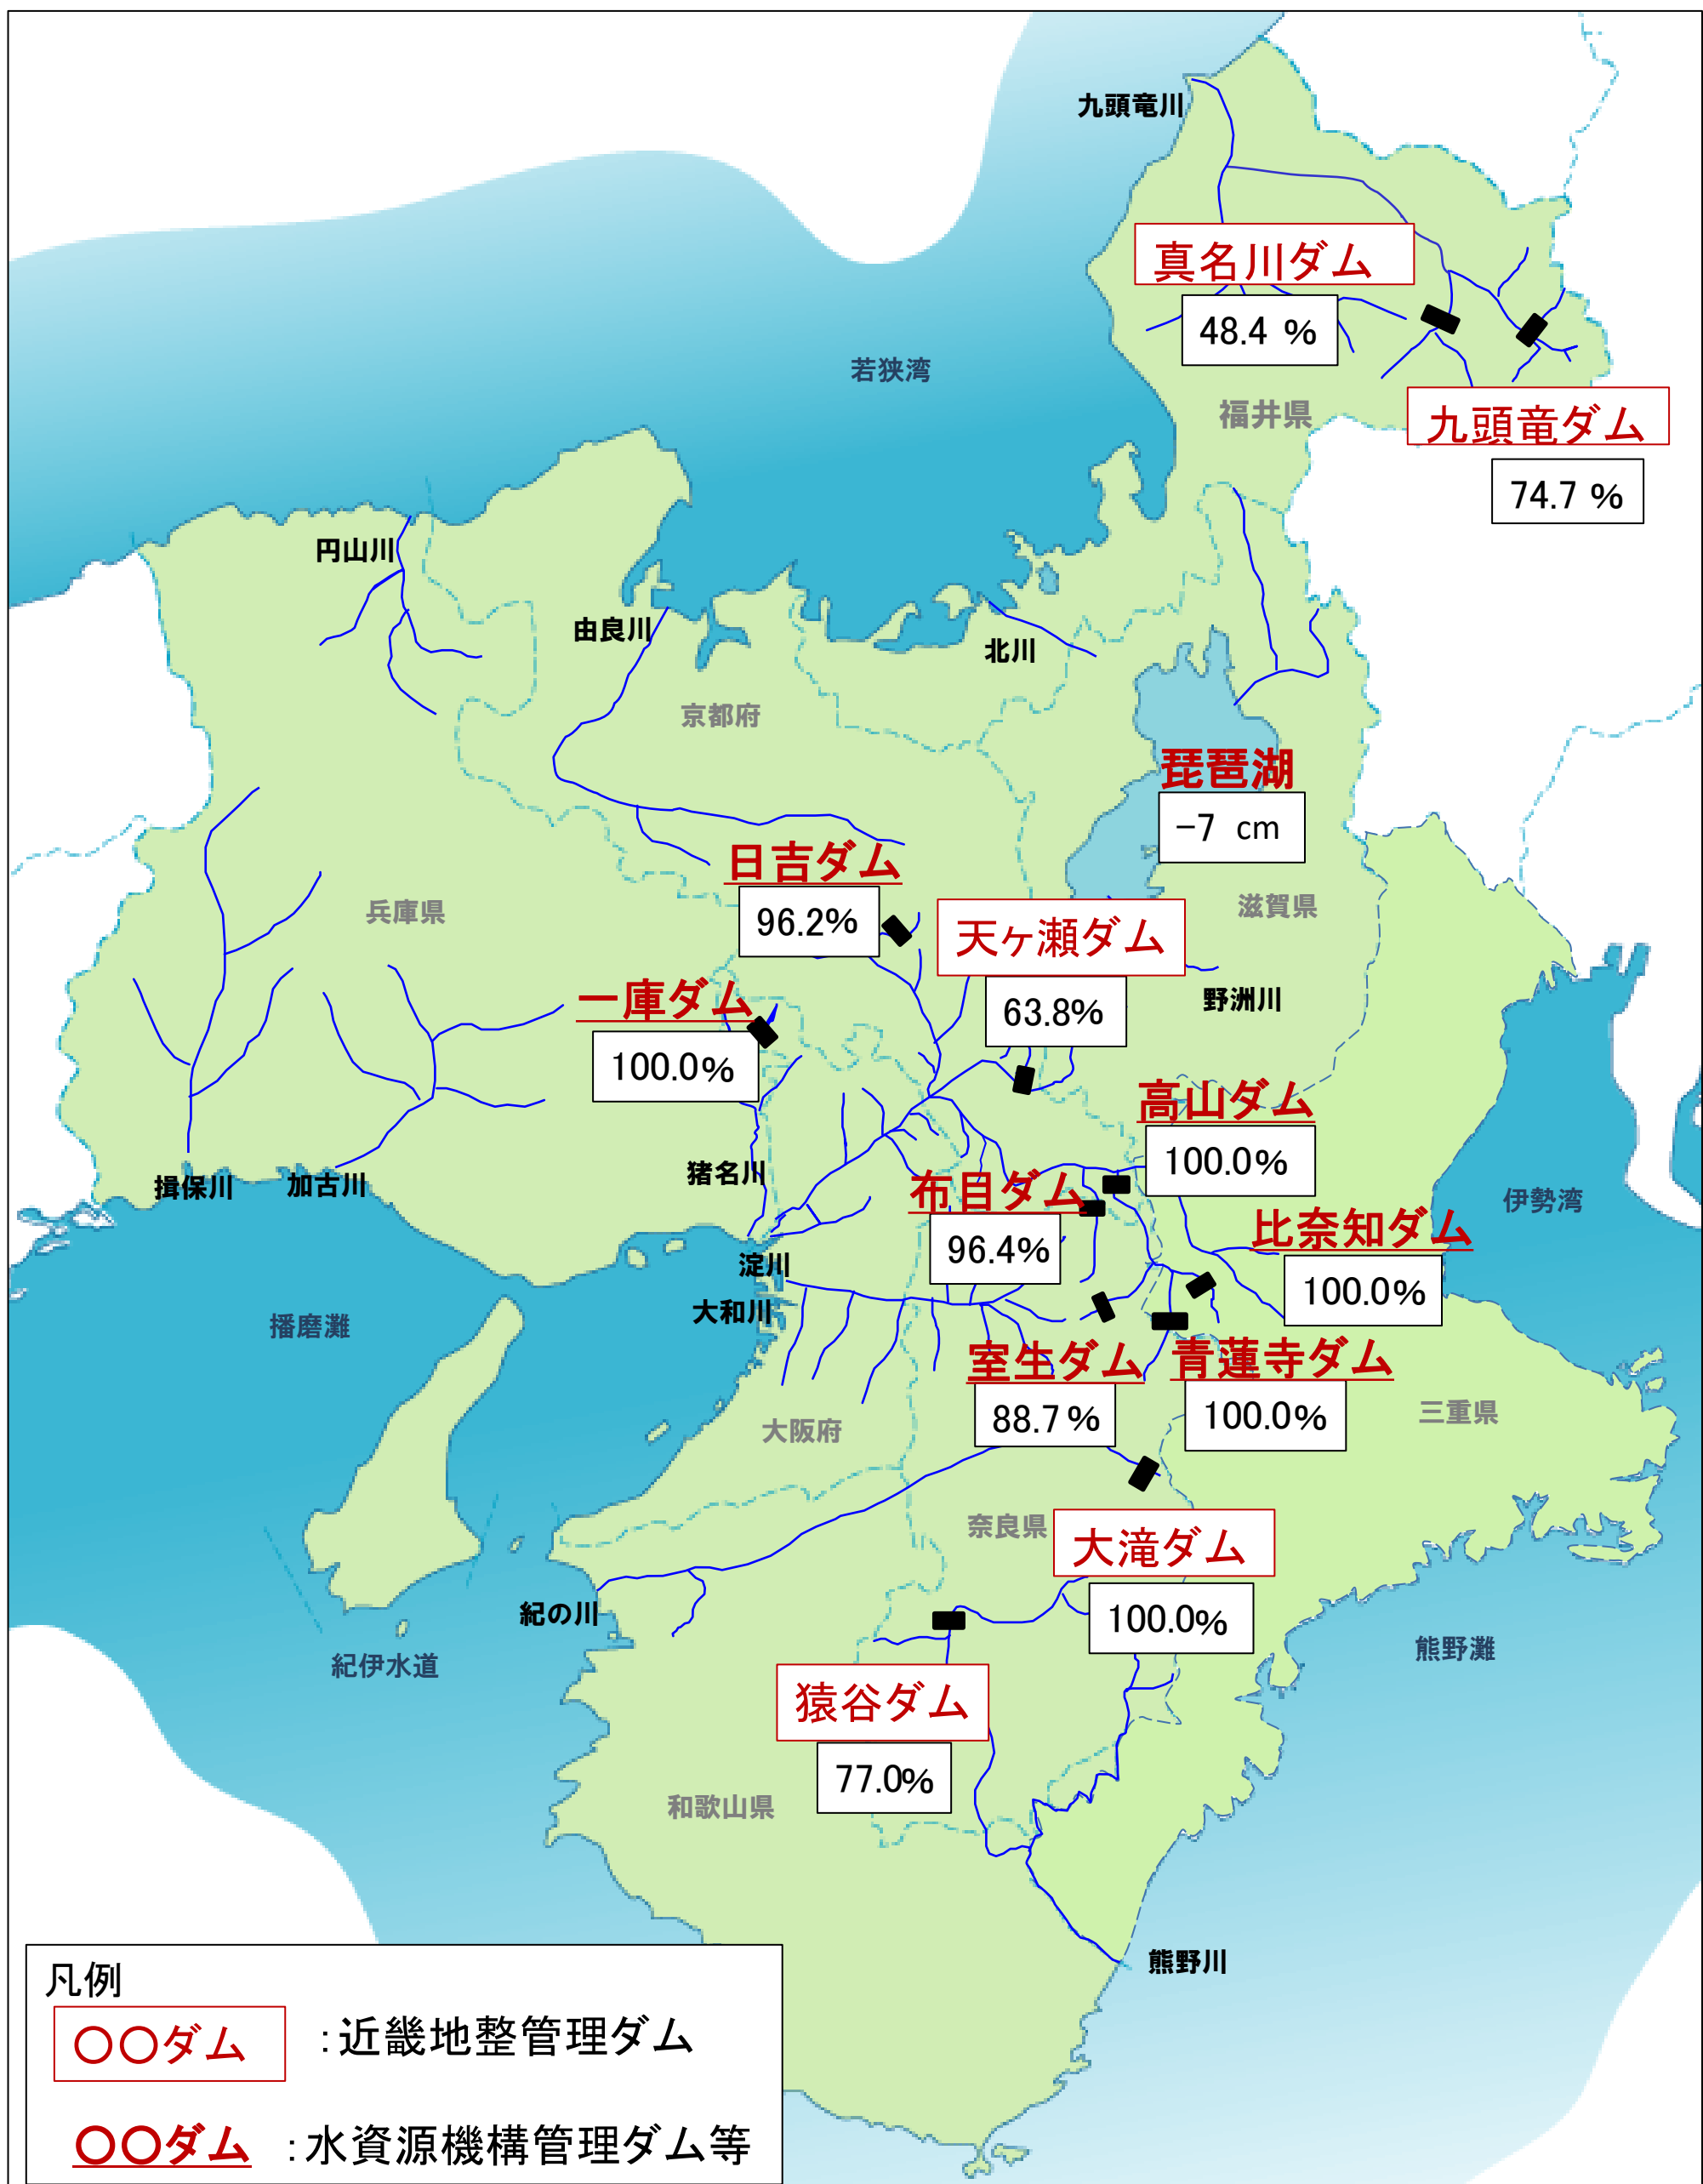 九頭竜川
真名川ダム
48.4 %
若狭湾
福井県
九頭竜ダム
74.7 %
円山川
由良川
北川
京都府
琵琶湖
−7 cm
日吉ダム
96.2%
兵庫県
滋賀県
天ヶ瀬ダム
63.8%
野洲川
一庫ダム
100.0%
高山ダム
100.0%
猪名川
揖保川
加古川
布目ダム
96.4%
伊勢湾
比奈知ダム
100.0%
淀川
大和川
播磨灘
室生ダム
88.7%
青蓮寺ダム
100.0%
三重県
大阪府
奈良県
大滝ダム
100.0%
紀の川
紀伊水道
熊野灘
猿谷ダム
77.0%
和歌山県
熊野川
凡例
〇〇ダム :近畿地整管理ダム
〇〇ダム :水資源機構管理ダム等